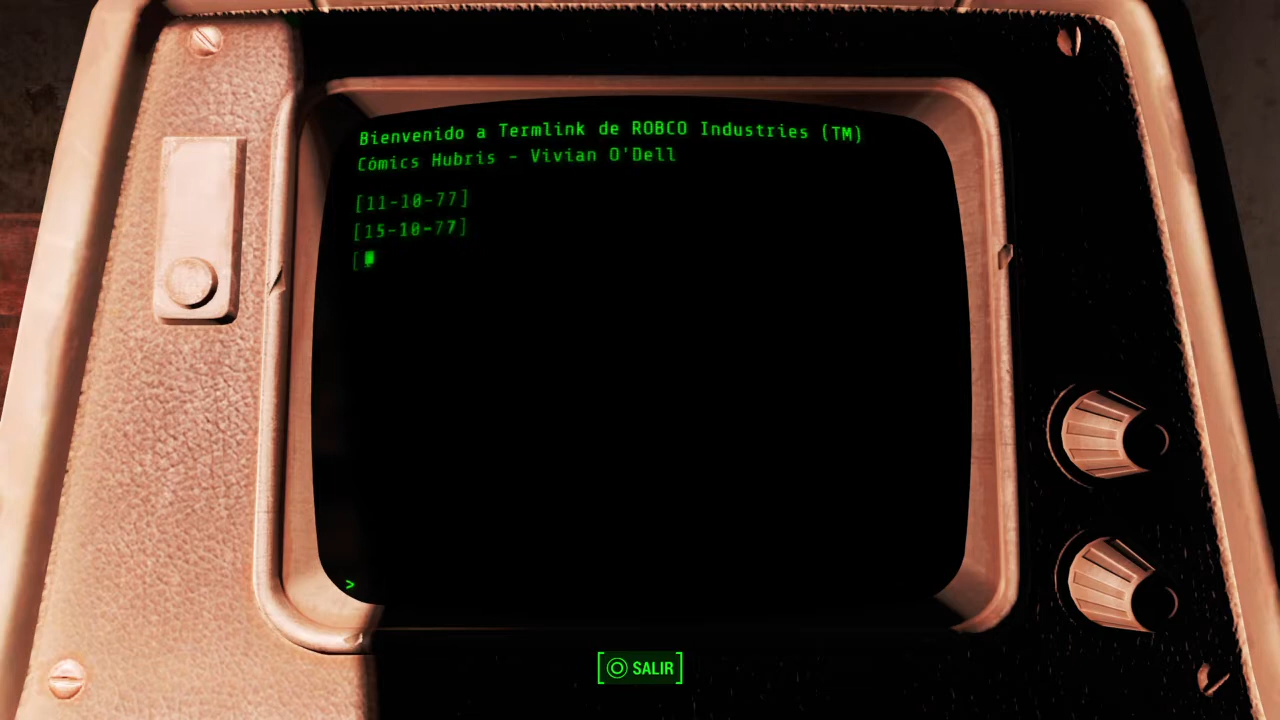 Bienvenido a Termlink de ROBCO Industries (TM)
Cómics Hubris - Vivian O'Dell
[11-10-77]
[15-10-77]
[
>
SALIR